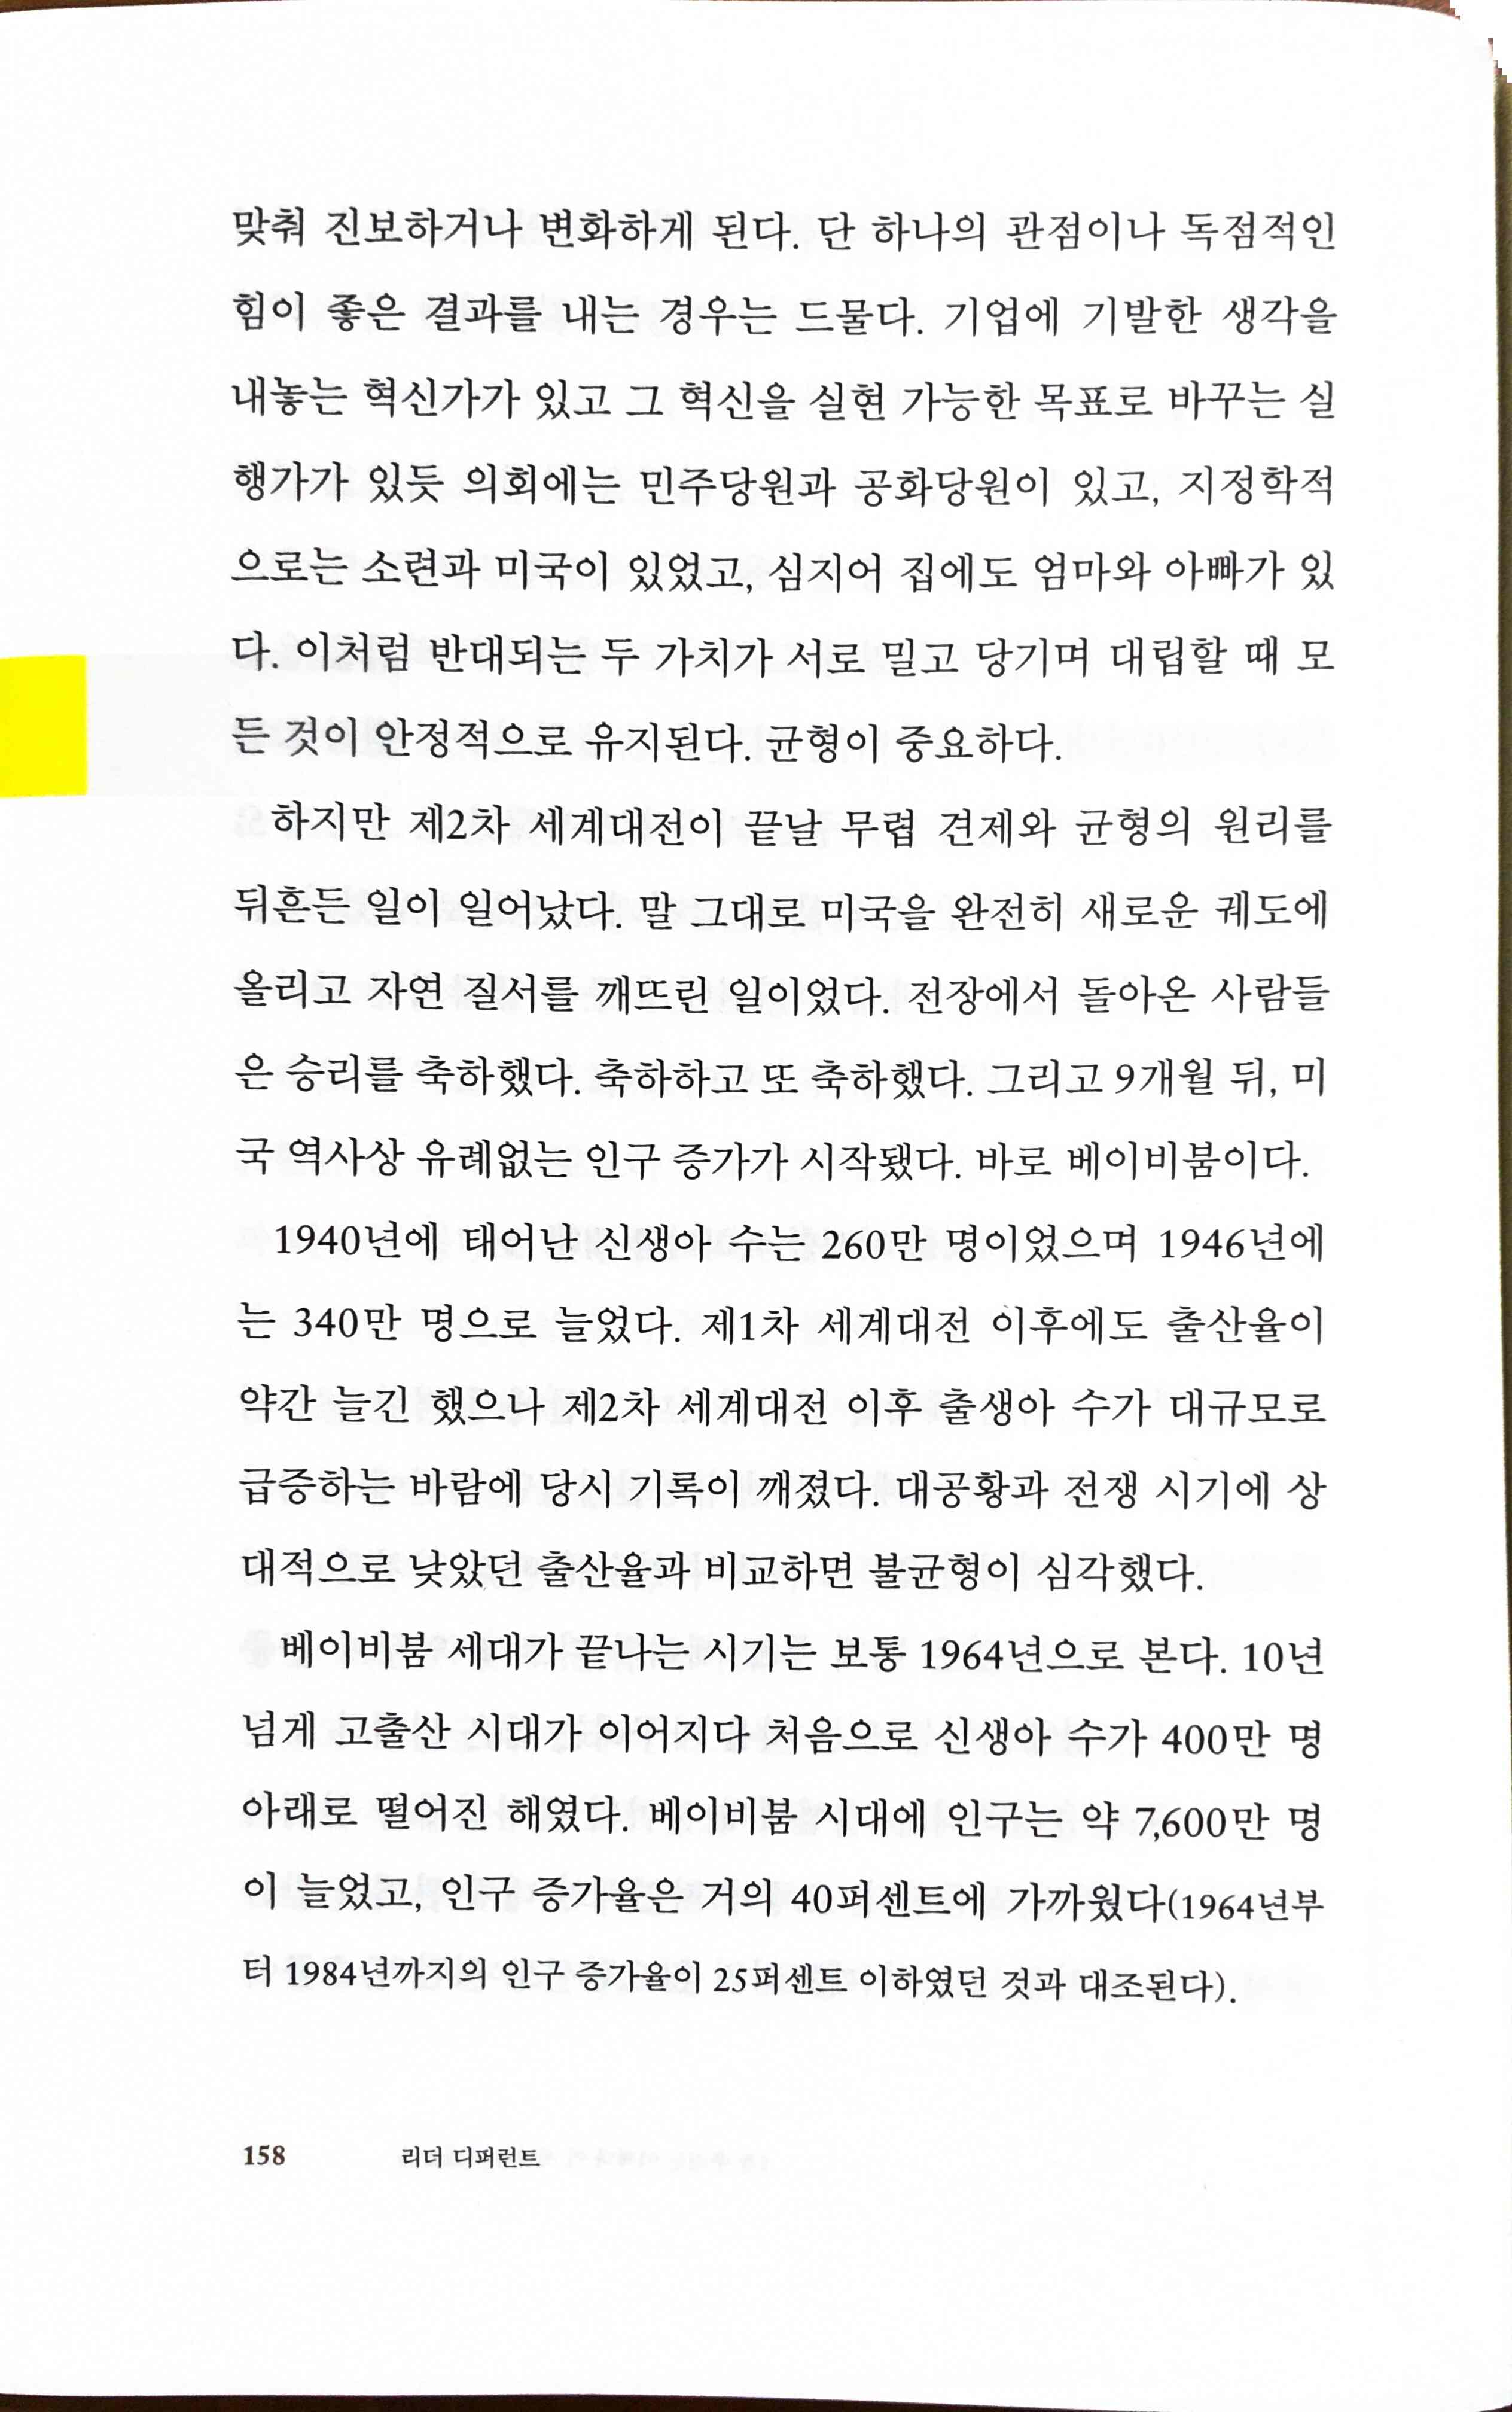 맞춰 진보하거나 변화하게 된다. 단 하나의 관점이나 독점적인
힘이 좋은 결과를 내는 경우는 드물다. 기업에 기발한 생각을
내놓는 혁신가가 있고 그 혁신을 실현 가능한 목표로 바꾸는 실
행가가 있듯 의회에는 민주당원과 공화당원이 있고, 지정학적
으로는 소련과 미국이 있었고, 심지어 집에도 엄마와 아빠가 있
다. 이처럼 반대되는 두 가치가 서로 밀고 당기며 대립할 때 모
든 것이 안정적으로 유지된다. 균형이 중요하다.
하지만 제2차 세계대전이 끝날 무렵 견제와 균형의 원리를
뒤흔든 일이 일어났다. 말 그대로 미국을 완전히 새로운 궤도에
올리고 자연 질서를 깨뜨린 일이었다. 전장에서 돌아온 사람들
은 승리를 축하했다. 축하하고 또 축하했다. 그리고 9개월 뒤, 미
국 역사상 유례없는 인구 증가가 시작됐다. 바로 베이비붐이다.
1940년에 태어난 신생아 수는 260만 명이었으며 1946년에
는 340만 명으로 늘었다. 제1차 세계대전 이후에도 출산율이
약간 늘긴 했으나 제2차 세계대전 이후 출생아 수가 대규모로
급증하는 바람에 당시 기록이 깨졌다. 대공황과 전쟁 시기에 상
대적으로 낮았던 출산율과 비교하면 불균형이 심각했다.
베이비붐 세대가 끝나는 시기는 보통 1964년으로 본다. 10년
넘게 고출산 시대가 이어지다 처음으로 신생아 수가 400만 명
아래로 떨어진 해였다. 베이비붐 시대에 인구는 약 7,600만 명
이 늘었고, 인구 증가율은 거의 40퍼센트에 가까웠다(1964년부
터 1984년까지의 인구 증가율이 25퍼센트 이하였던 것과 대조된다).
158 리더 디퍼런트